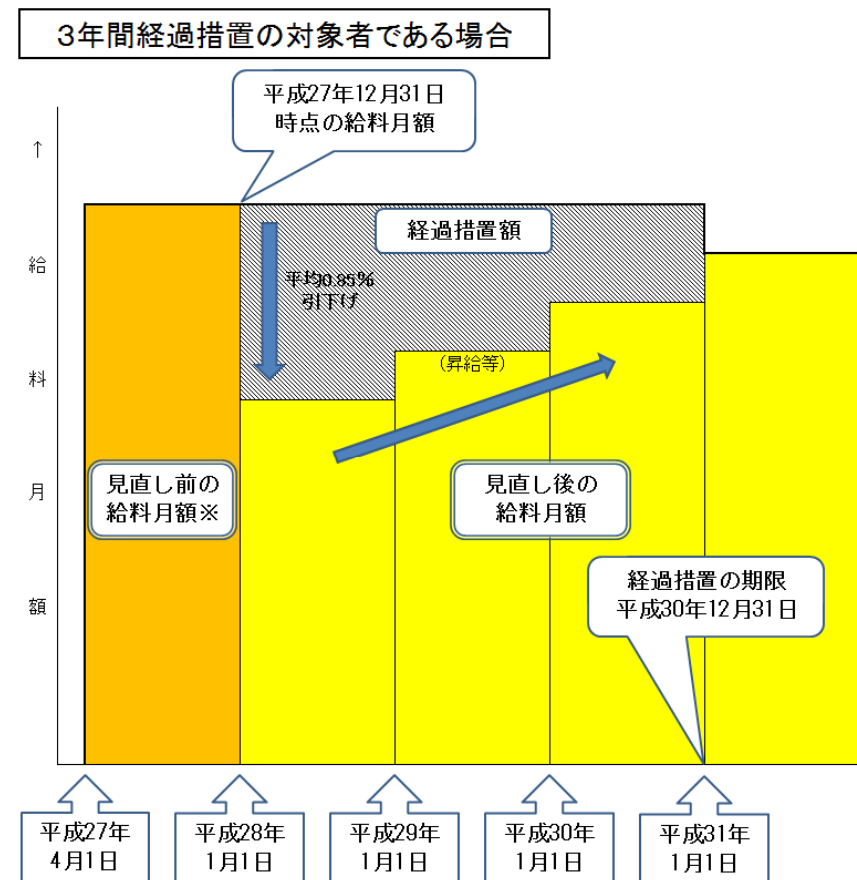 3年間経過措置の対象者である場合
平成27年12月31日
時点の給料月額
↑
給
料
月
額
経過措置額
平均0.85%
引下げ
(昇給等)
見直し前の
給料月額※
見直し後の
給料月額
経過措置の期限
平成30年12月31日
平成27年
4月1日
平成28年
1月1日
平成29年
1月1日
平成30年
1月1日
平成31年
1月1日